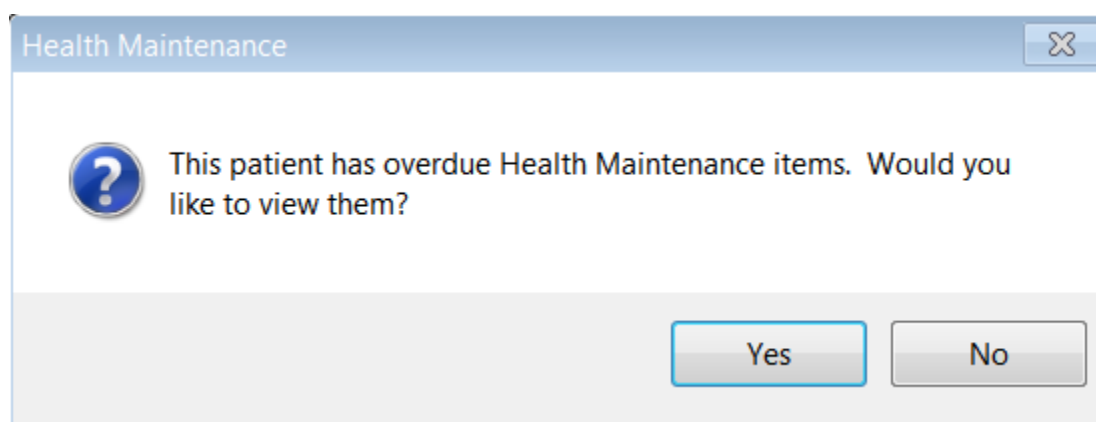 Health Maintenance
This patient has overdue Health Maintenance items.  Would you
like to view them?
Yes
No